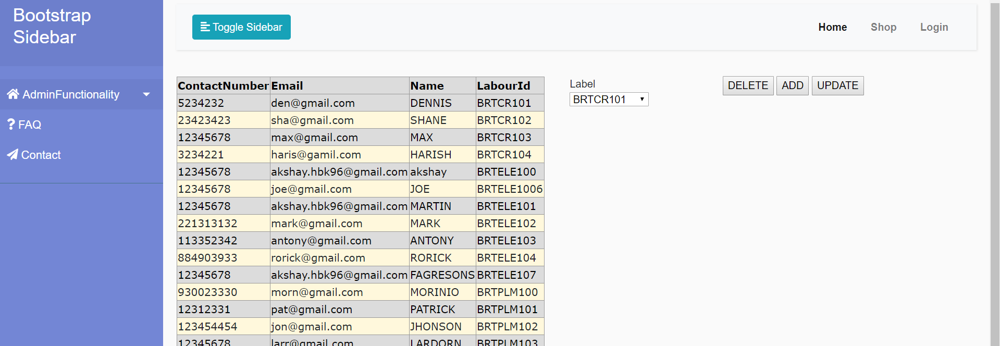 Bootstrap
Sidebar
AdminFunctionality
FAQ
Contact
Toggle Sidebar
Home Shop Login
ContactNumber Email Name LabourId
5234232 den@gmail.com DENNIS BRTCR101
23423423 sha@gmail.com SHANE BRTCR102
12345678 max@gmail.com MAX BRTCR103
3234221 haris@gamil.com HARISH BRTCR104
12345678 akshay.hbk96@gmail.com akshay BRTELE100
12345678 joe@gmail.com JOE BRTELE1006
12345678 akshay.hbk96@gmail.com MARTIN BRTELE101
221313132 mark@gmail.com MARK BRTELE102
113352342 antony@gmail.com ANTONY BRTELE103
884903933 rorick@gmail.com RORICK BRTELE104
12345678 akshay.hbk96@gmail.com FAGRESONS BRTELE107
930023330 morn@gmail.com MORINIO BRTPLM100
12312331 pat@gmail.com PATRICK BRTPLM101
123454454 jon@gmail.com JHONSON BRTPLM102
12345678 larr@gmail.com LARDORN BRTPLM103
Label
BRTCR101
DELETE ADD UPDATE